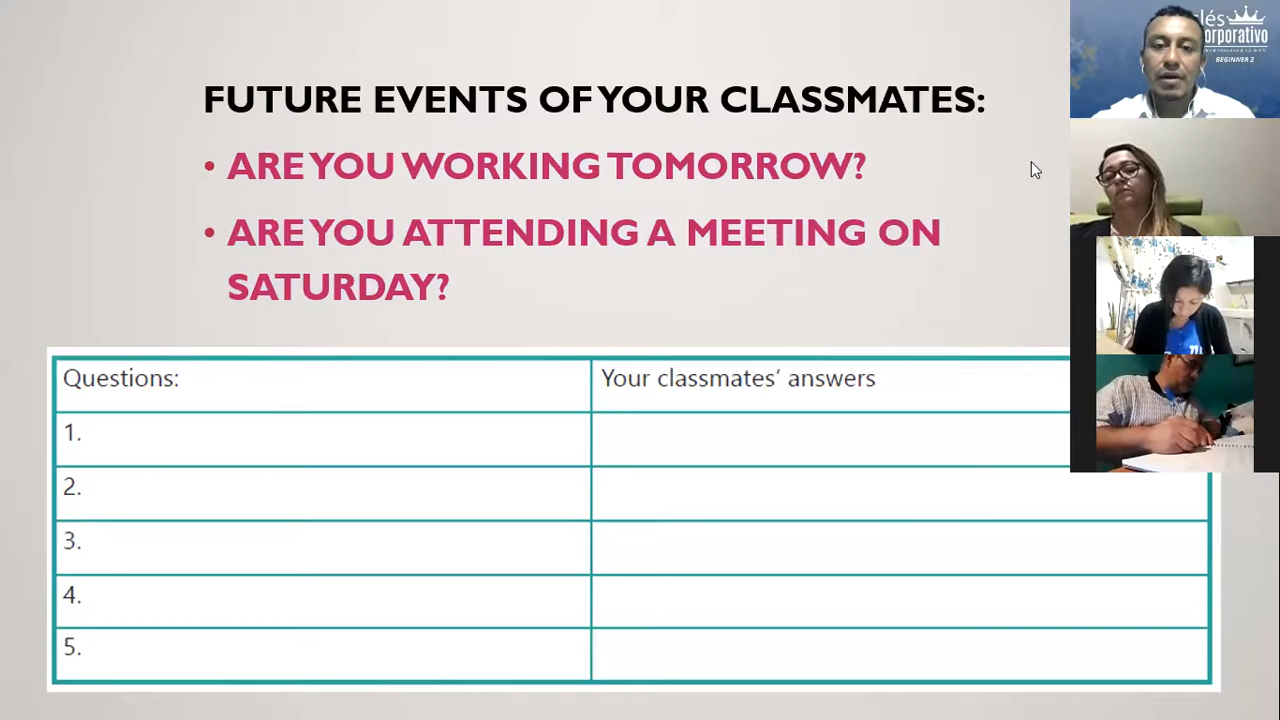 FUTURE EVENTS OF YOUR CLASSMATES:
• ARE YOU WORKING TOMORROW?
• ARE YOU ATTENDING A MEETING ON
SATURDAY?
Questions:
Your classmates’ answers
1.
2.
3.
4.
5.
lés
orporativo
BEGINNER 2